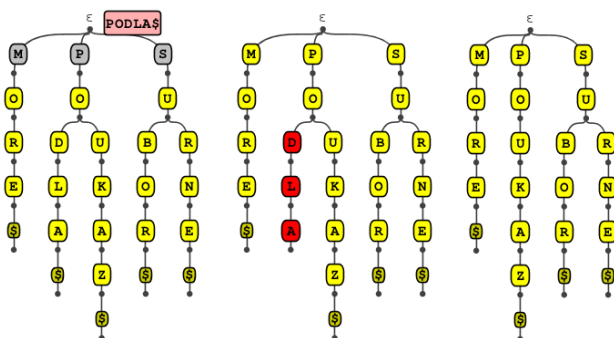 ε PODLA$ ε ε
M P S M P S M P S
O O U O O U O O U
R D U B R R D U B R R U B R
E L K O N E L K O N E K O N
$ A A R E $ A A R E $ A R E
$ Z $ $ Z $ $ Z $ $
$ $ $